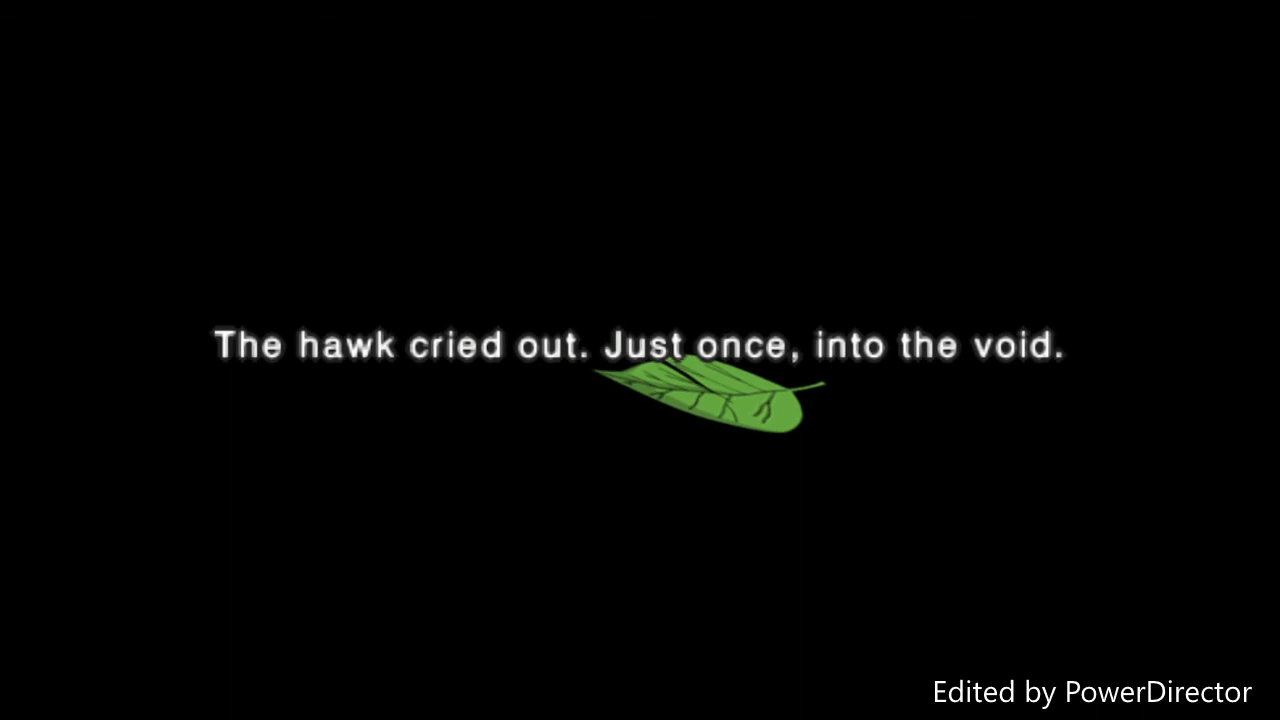 The hawk cried out. Just once, into the void.
Edited by PowerDirector